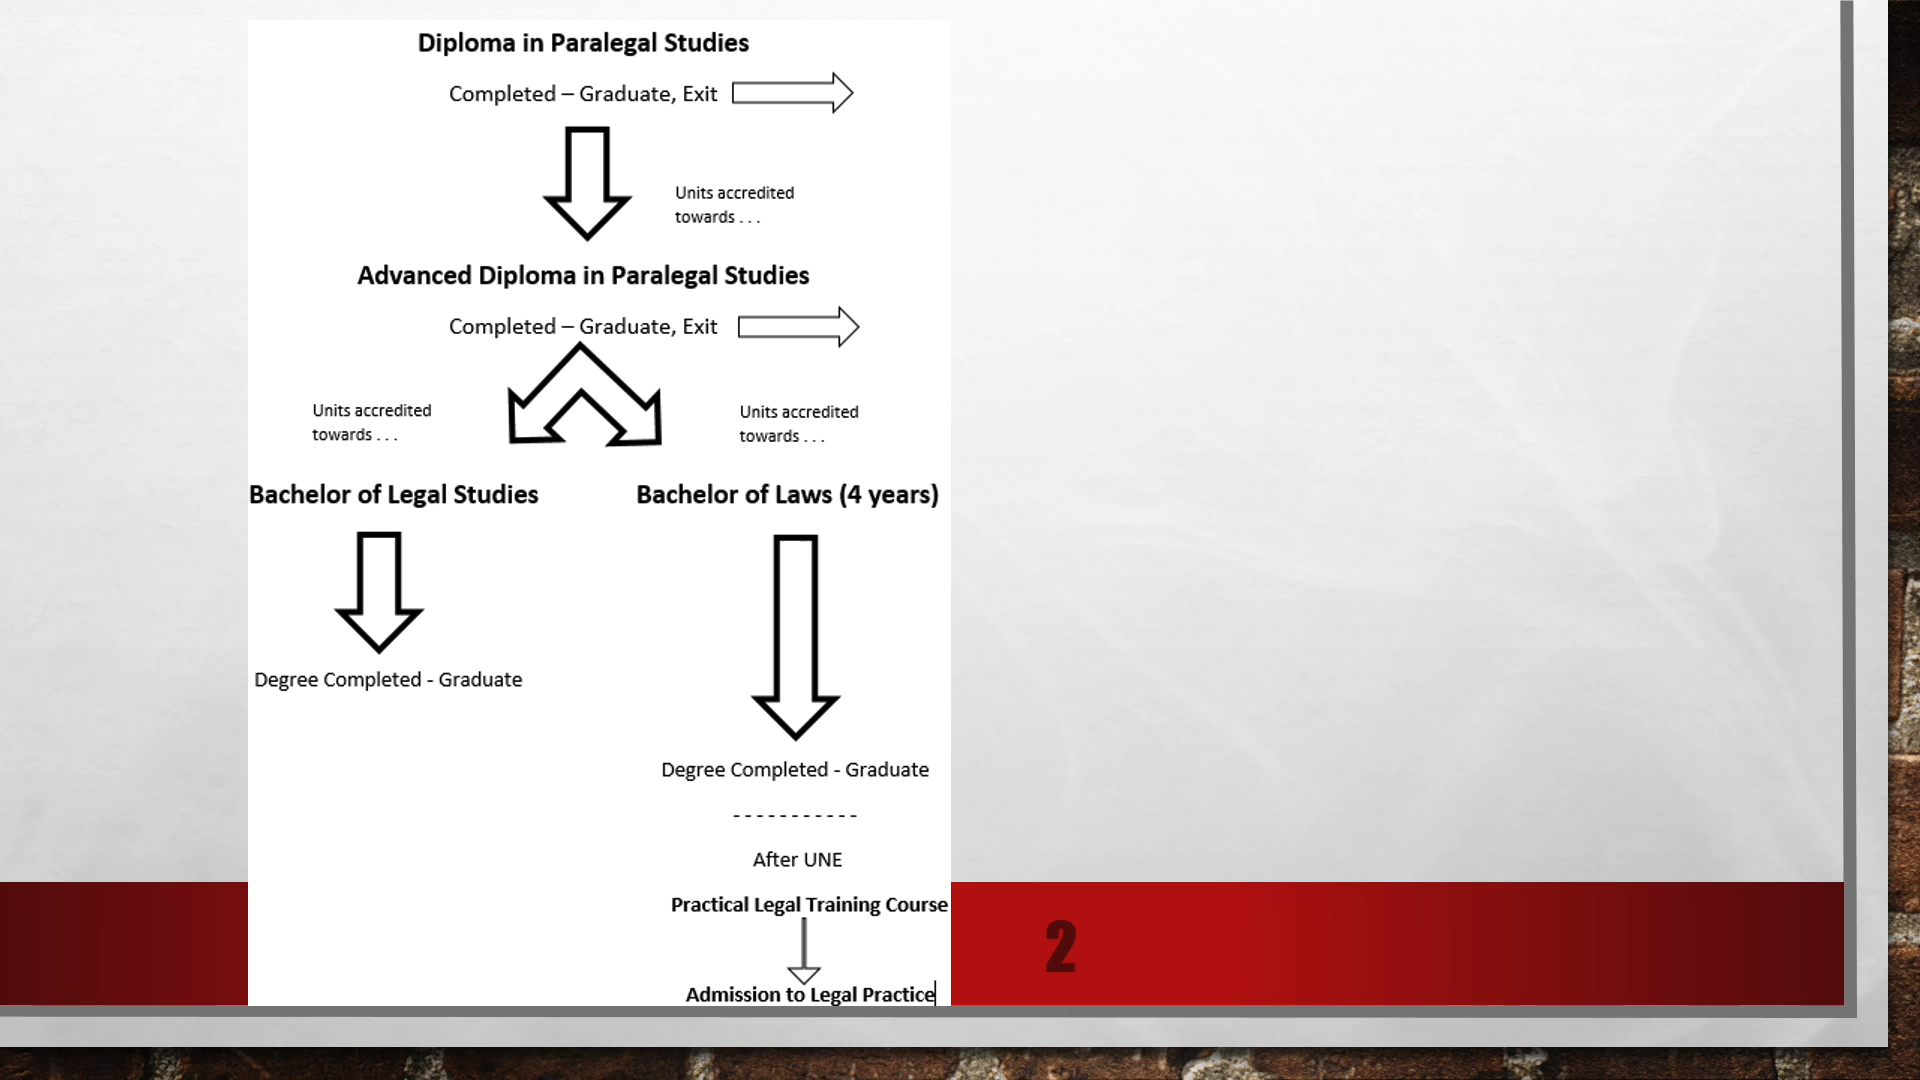 Diploma in Paralegal Studies
Completed – Graduate, Exit
Units accredited
towards . . .
Advanced Diploma in Paralegal Studies
Completed – Graduate, Exit
Units accredited
towards . . .
Units accredited
towards . . .
Bachelor of Legal Studies
Bachelor of Laws (4 years)
Degree Completed - Graduate
Degree Completed - Graduate
- - - - - - - - - - -
After UNE
Practical Legal Training Course
Admission to Legal Practice
2